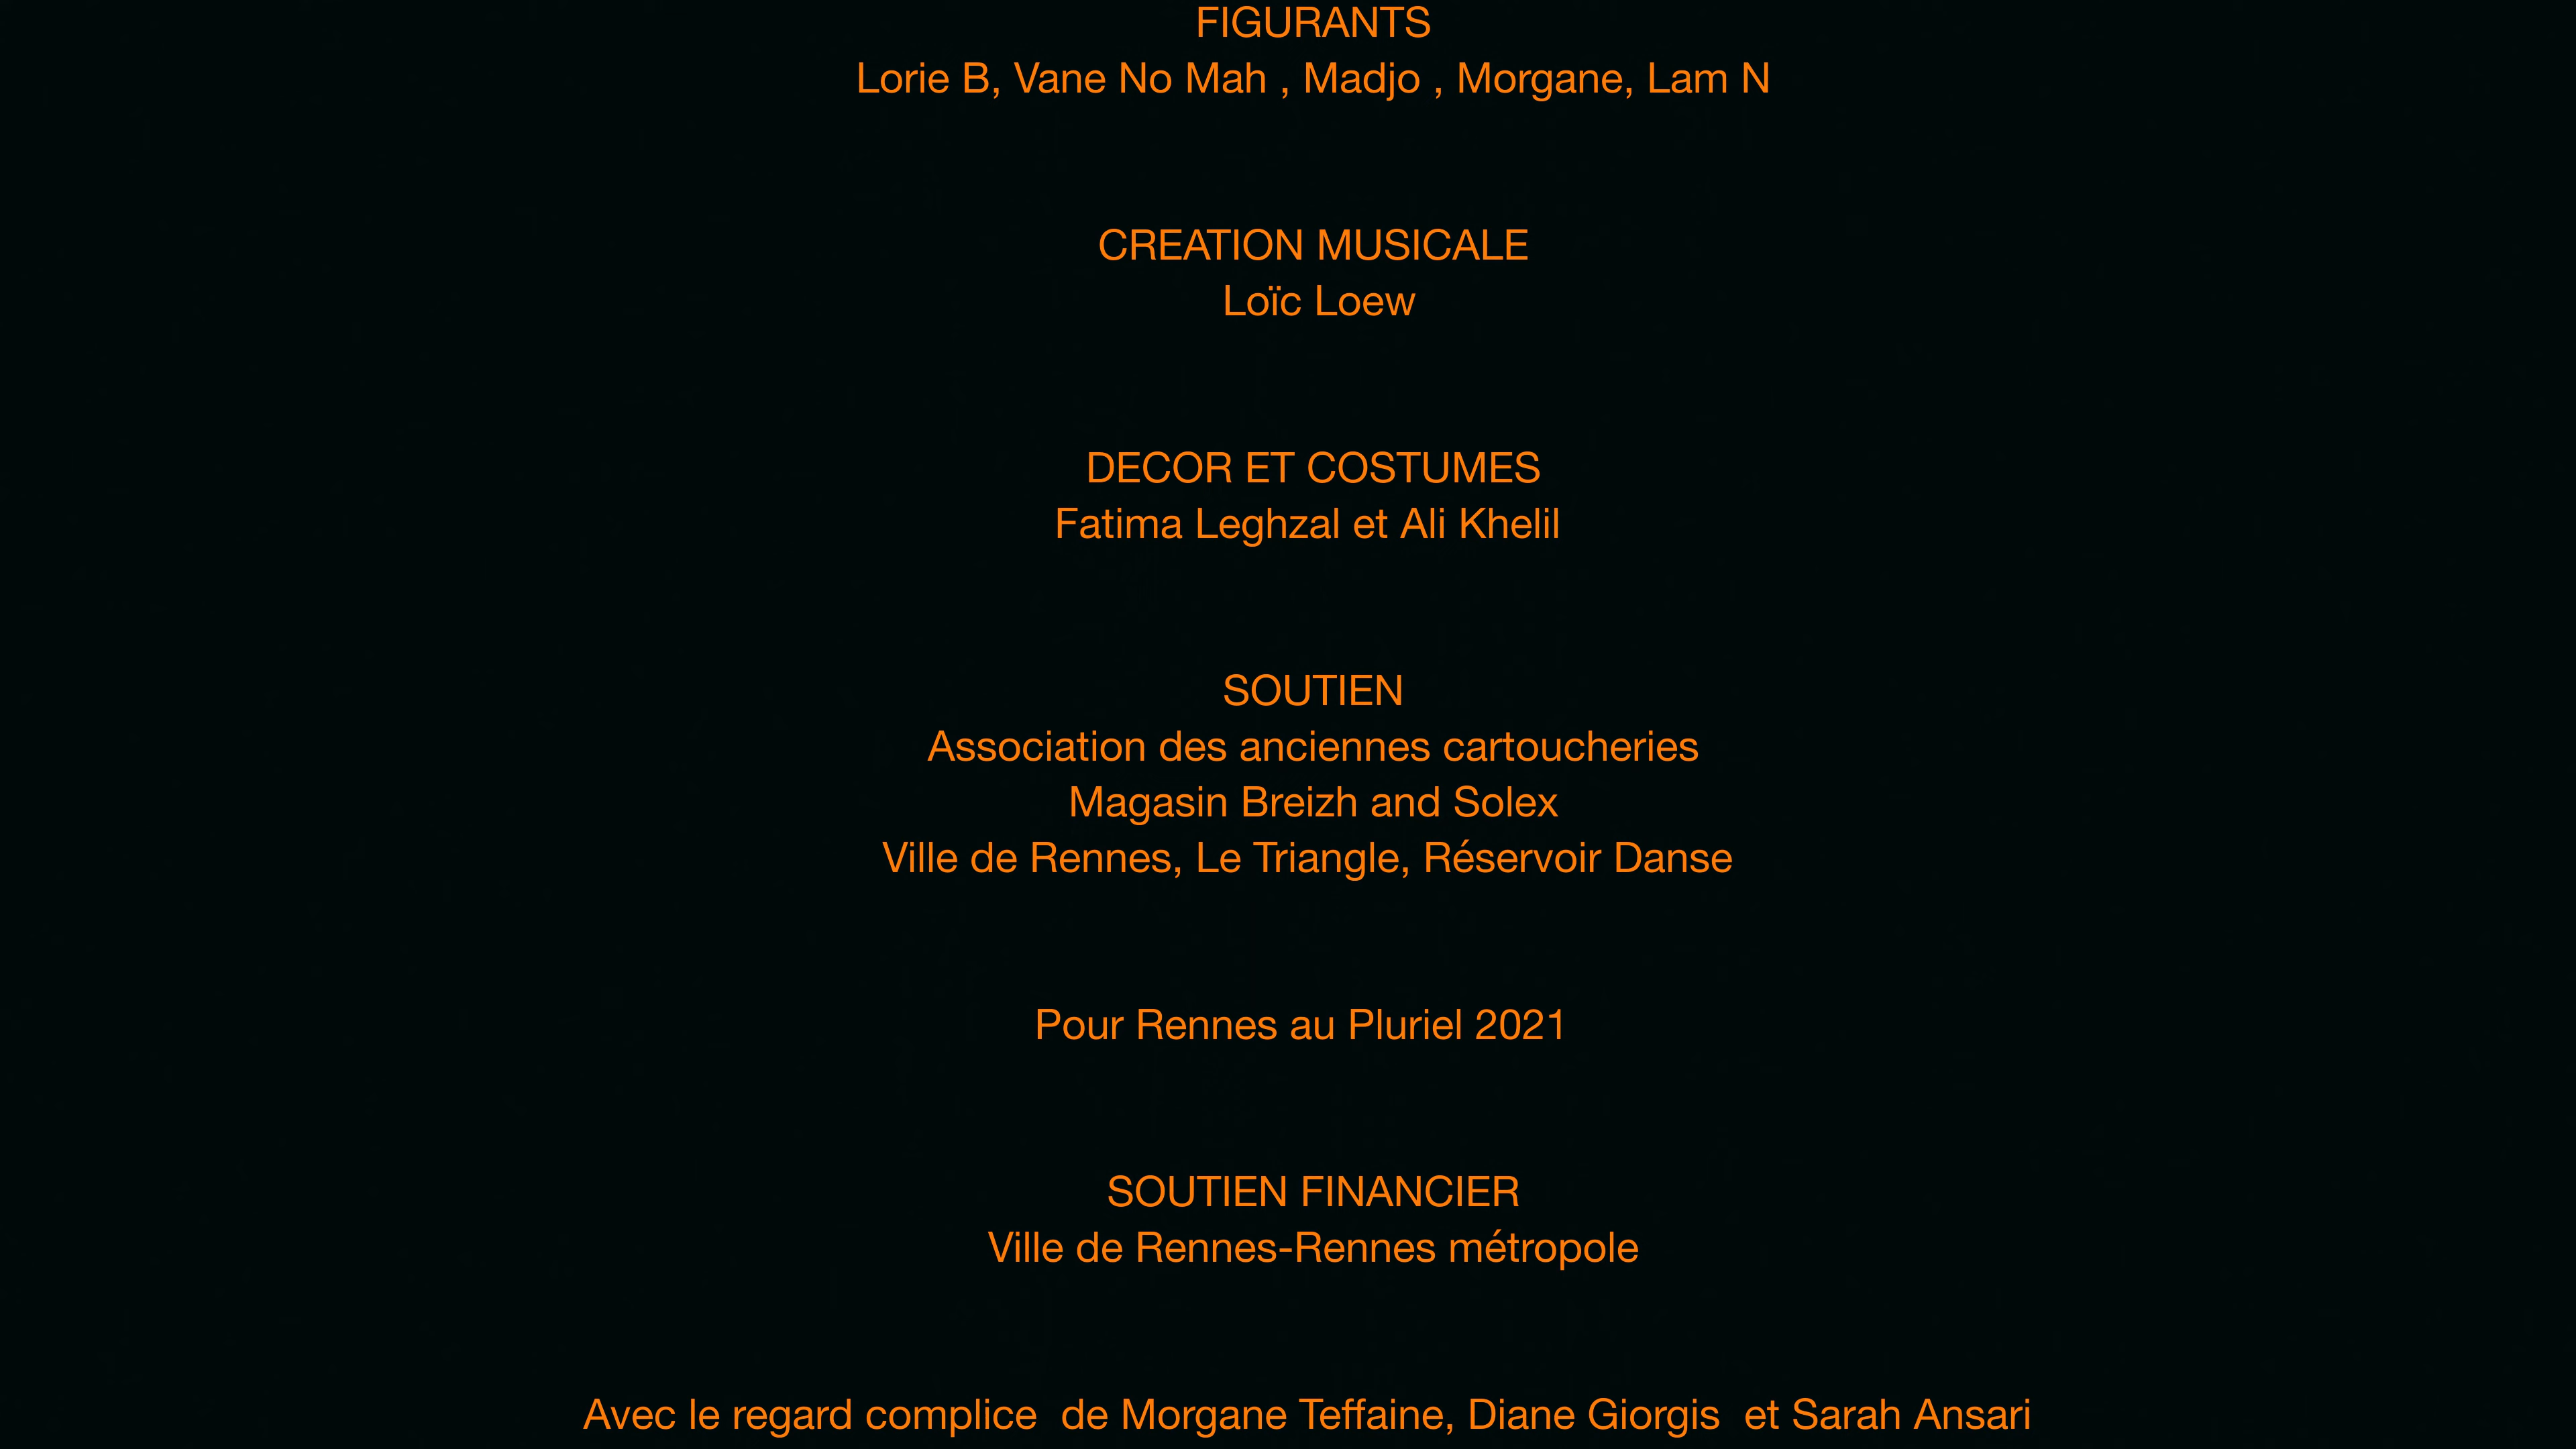 FIGURANTS
Lorie B, Vane No Mah , Madjo , Morgane, Lam N
CREATION MUSICALE
Loïc Loew
DECOR ET COSTUMES
Fatima Leghzal et Ali Khelil
SOUTIEN
Association des anciennes cartoucheries
Magasin Breizh and Solex
Ville de Rennes, Le Triangle, Réservoir Danse
Pour Rennes au Pluriel 2021
SOUTIEN FINANCIER
Ville de Rennes-Rennes métropole
Avec le regard complice  de Morgane Teffaine, Diane Giorgis  et Sarah Ansari